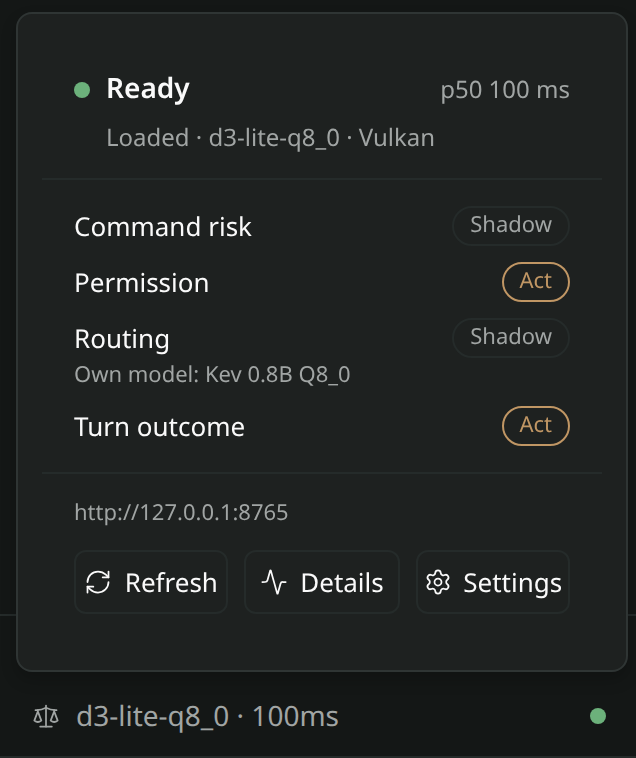 Ready p50 100 ms
Loaded · d3-lite-q8_0 · Vulkan
Command risk Shadow
Permission Act
Routing Shadow
Own model: Kev 0.8B Q8_0
Turn outcome Act
http://127.0.0.1:8765
Refresh Details Settings
d3-lite-q8_0 · 100ms